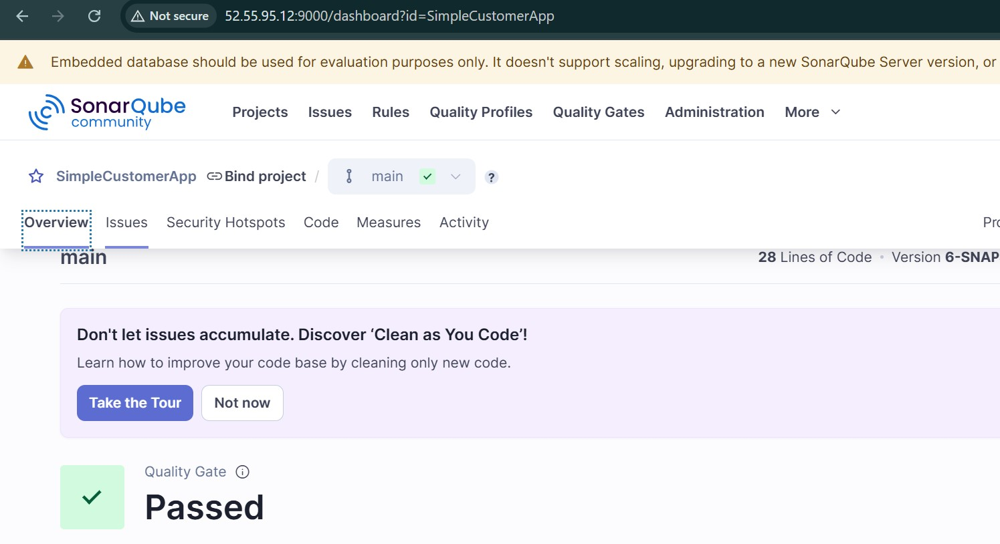 Not secure 52.55.95.12:9000/dashboard?id=SimpleCustomerApp
Embedded database should be used for evaluation purposes only. It doesn't support scaling, upgrading to a new SonarQube Server version, or
SonarQube
community
Projects Issues Rules Quality Profiles Quality Gates Administration More
SimpleCustomerApp Bind project / main ?
Overview Issues Security Hotspots Code Measures Activity
main 28 Lines of Code • Version 6-SNAP
Don't let issues accumulate. Discover ‘Clean as You Code’!
Learn how to improve your code base by cleaning only new code.
Take the Tour Not now
Quality Gate
Passed